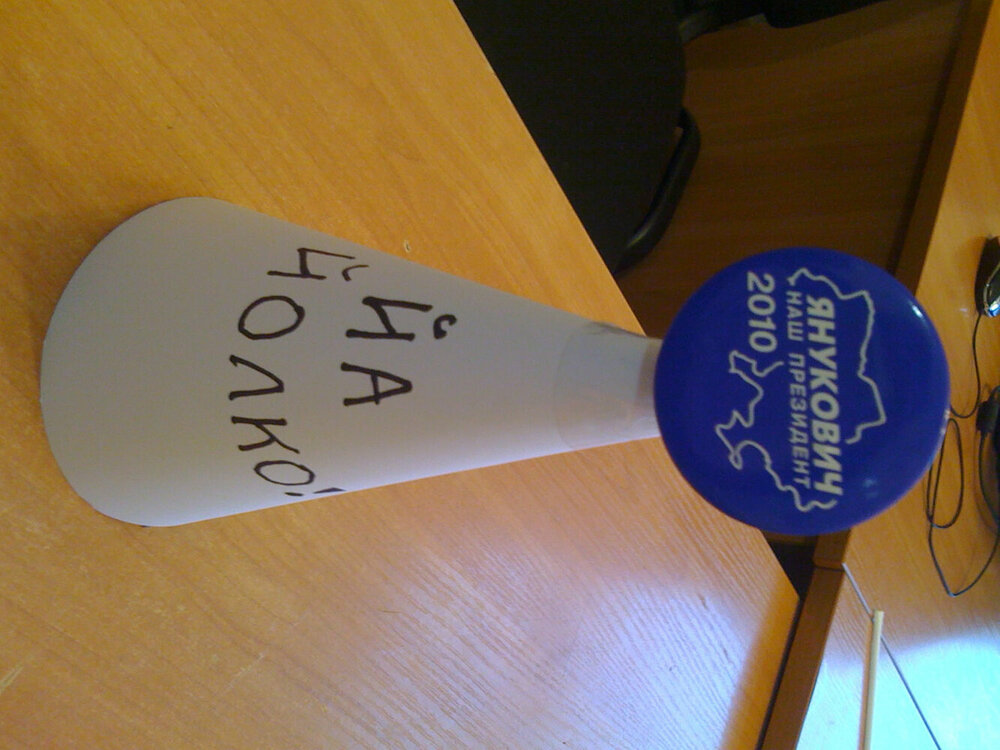 ЯНУКОВИЧ
НАШ ПРЕЗИДЕНТ
2010
ЙА
ЙОЛКО!